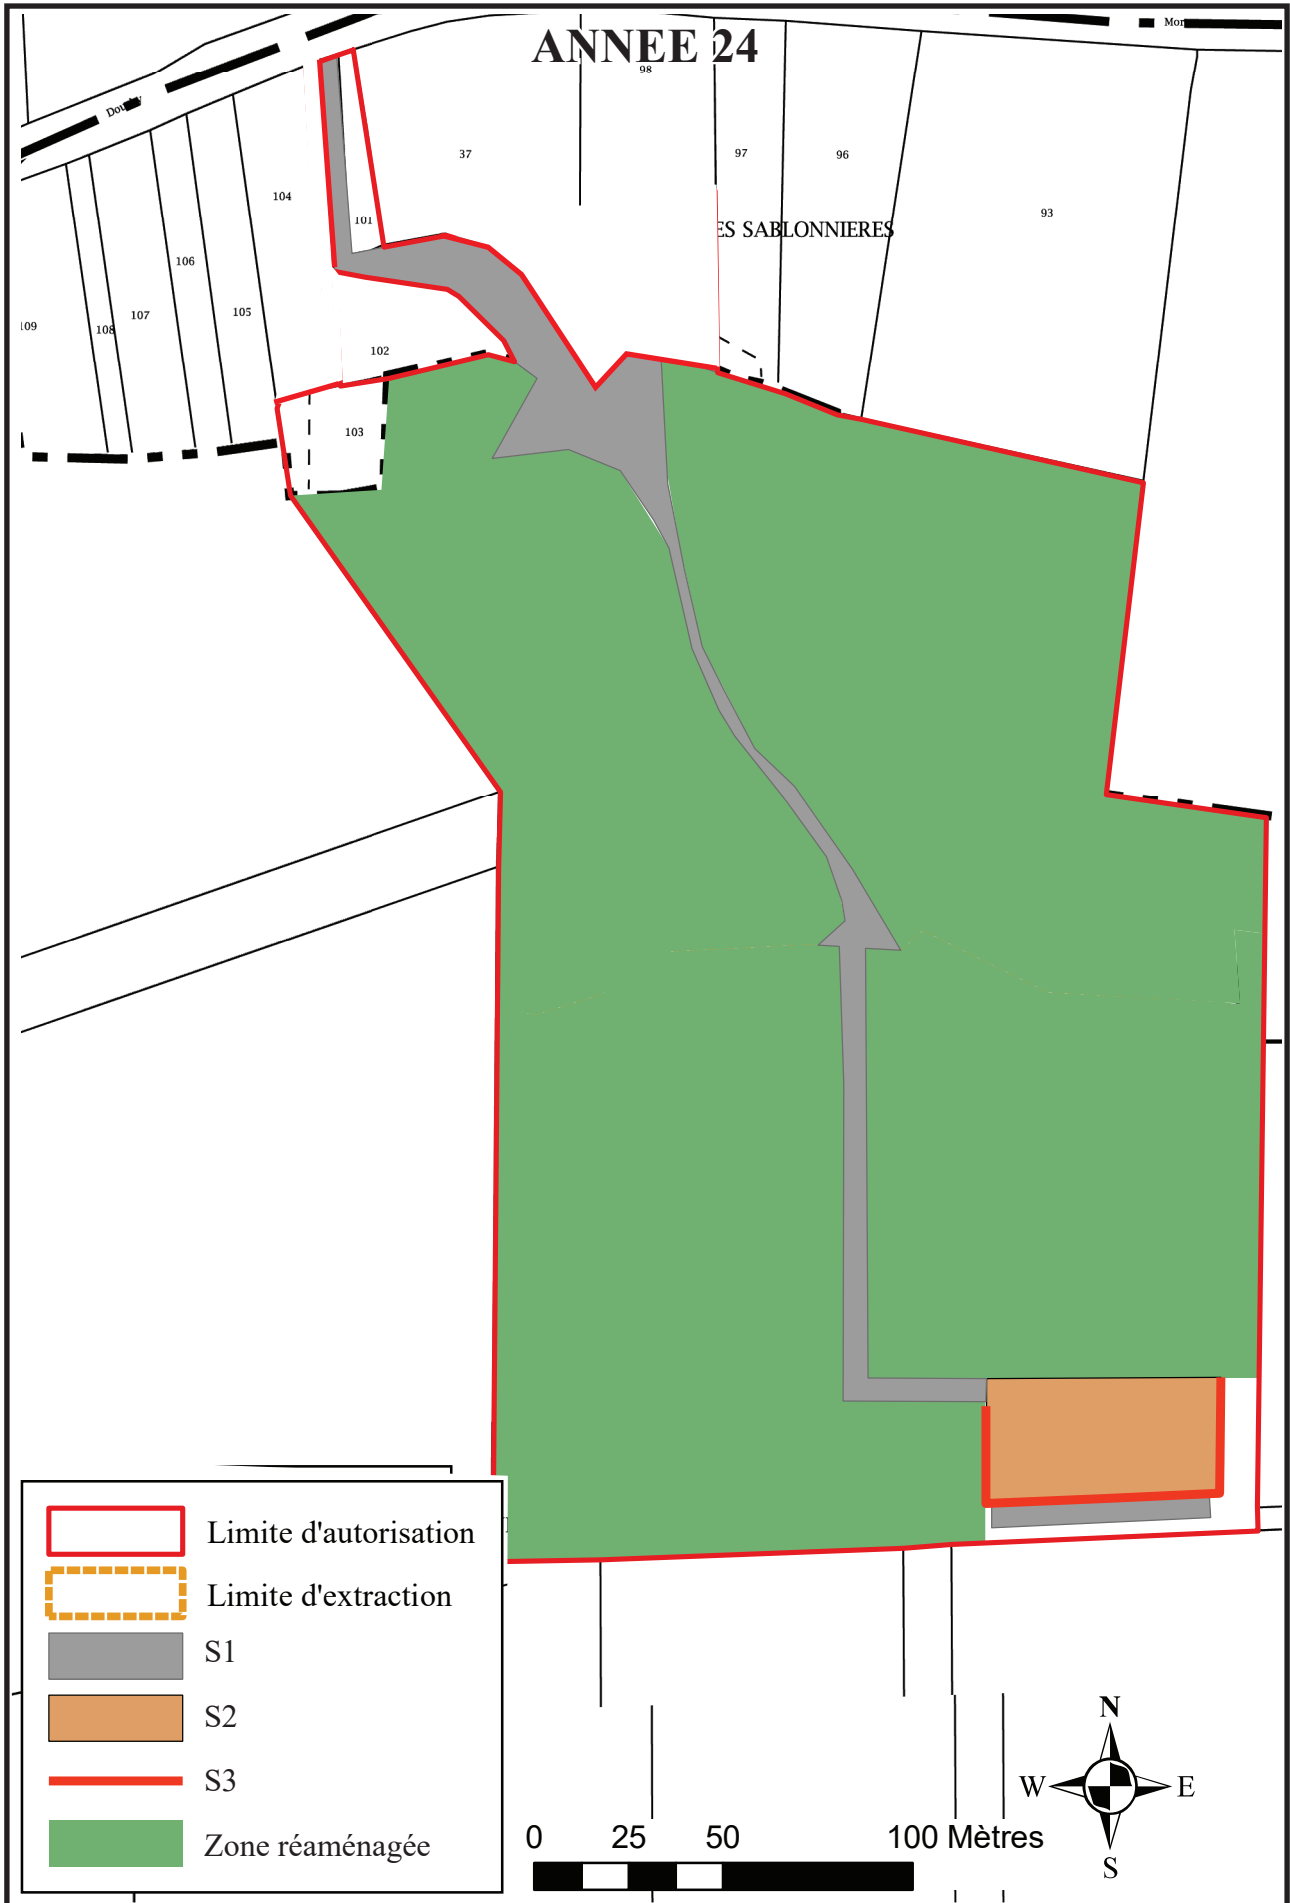 ANNEE 24
98
37
97
96
93
104
101
ES SABLONNIERES
106
105
107
108
109
102
103
Limite d'autorisation
Limite d'extraction
S1
S2
S3
Zone réaménagée
0 25 50 100 Mètres
N
W E
S